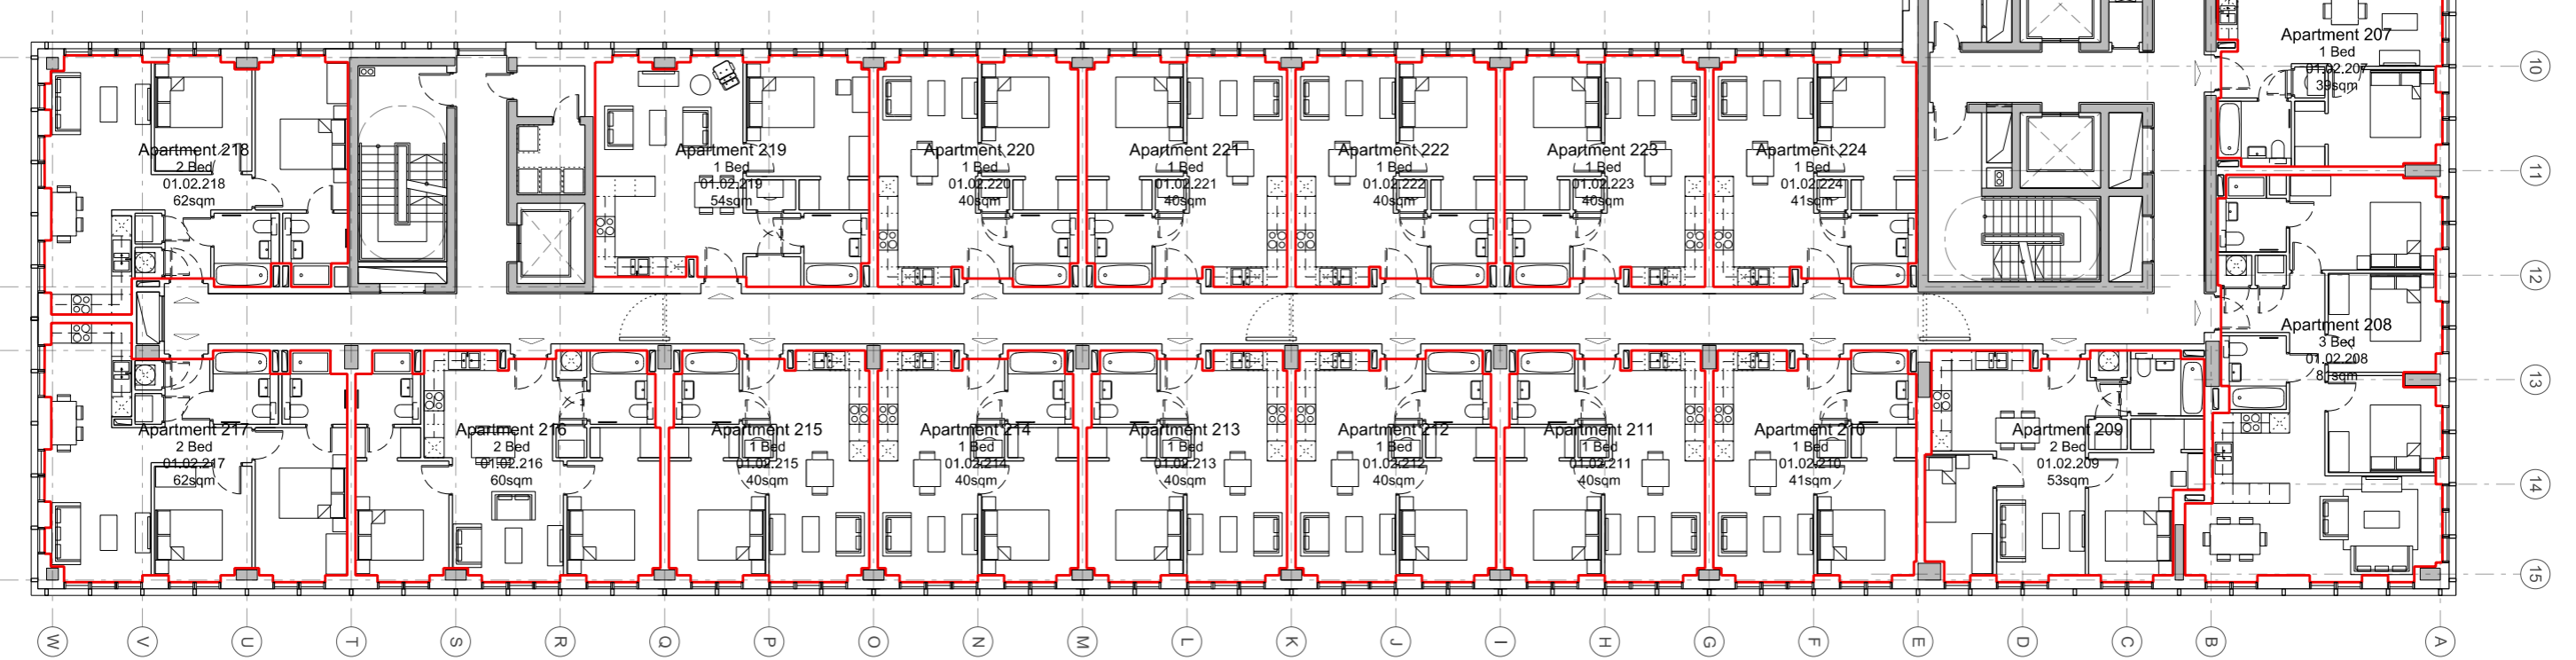 Apartment 207
1 Bed
01.02.207
39sqm
10
Apartment 218
2 Bed
01.02.218
62sqm
Apartment 219
1 Bed
01.02.219
54sqm
Apartment 220
1 Bed
01.02.220
40sqm
Apartment 221
1 Bed
01.02.221
40sqm
Apartment 222
1 Bed
01.02.222
40sqm
Apartment 223
1 Bed
01.02.223
40sqm
Apartment 224
1 Bed
01.02.224
41sqm
11
12
Apartment 208
3 Bed
01.02.208
13
Apartment 217
2 Bed
01.02.217
62sqm
Apartment 216
2 Bed
01.02.216
60sqm
Apartment 215
1 Bed
01.02.215
40sqm
Apartment 214
1 Bed
01.02.214
40sqm
Apartment 213
1 Bed
01.02.213
40sqm
Apartment 212
1 Bed
01.02.212
40sqm
Apartment 211
1 Bed
01.02.211
40sqm
Apartment 210
1 Bed
01.02.210
41sqm
Apartment 209
2 Bed
01.02.209
53sqm
14
15
W
V
U
T
S
R
Q
P
O
N
M
L
K
J
I
H
G
F
E
D
C
B
A